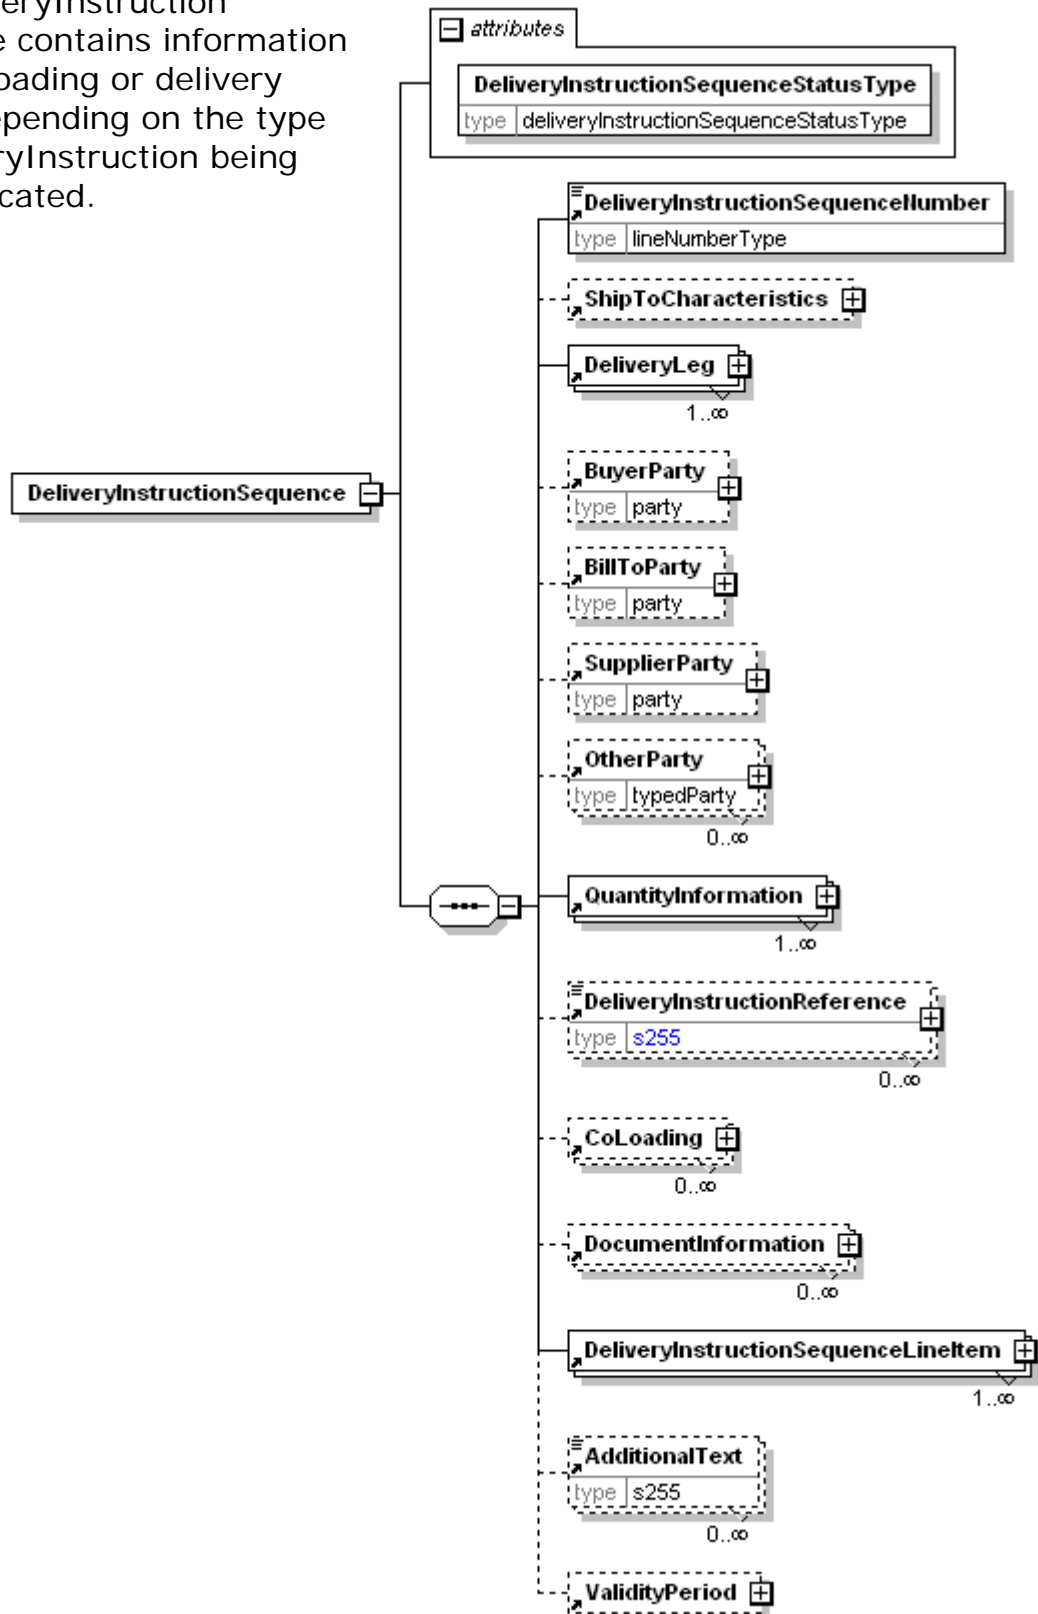 eryInstruction
e contains information
oading or delivery
epending on the type
ryInstruction being
cated.
attributes
DeliveryInstructionSequenceStatusType
type deliveryInstructionSequenceStatusType
DeliveryInstructionSequenceNumber
type lineNumberType
ShipToCharacteristics
DeliveryLeg
1..∞
BuyerParty
type party
DeliveryInstructionSequence
BillToParty
type party
SupplierParty
type party
OtherParty
type typedParty
0..∞
QuantityInformation
1..∞
DeliveryInstructionReference
type s255
0..∞
CoLoading
0..∞
DocumentInformation
0..∞
DeliveryInstructionSequenceLineItem
1..∞
AdditionalText
type s255
0..∞
ValidityPeriod